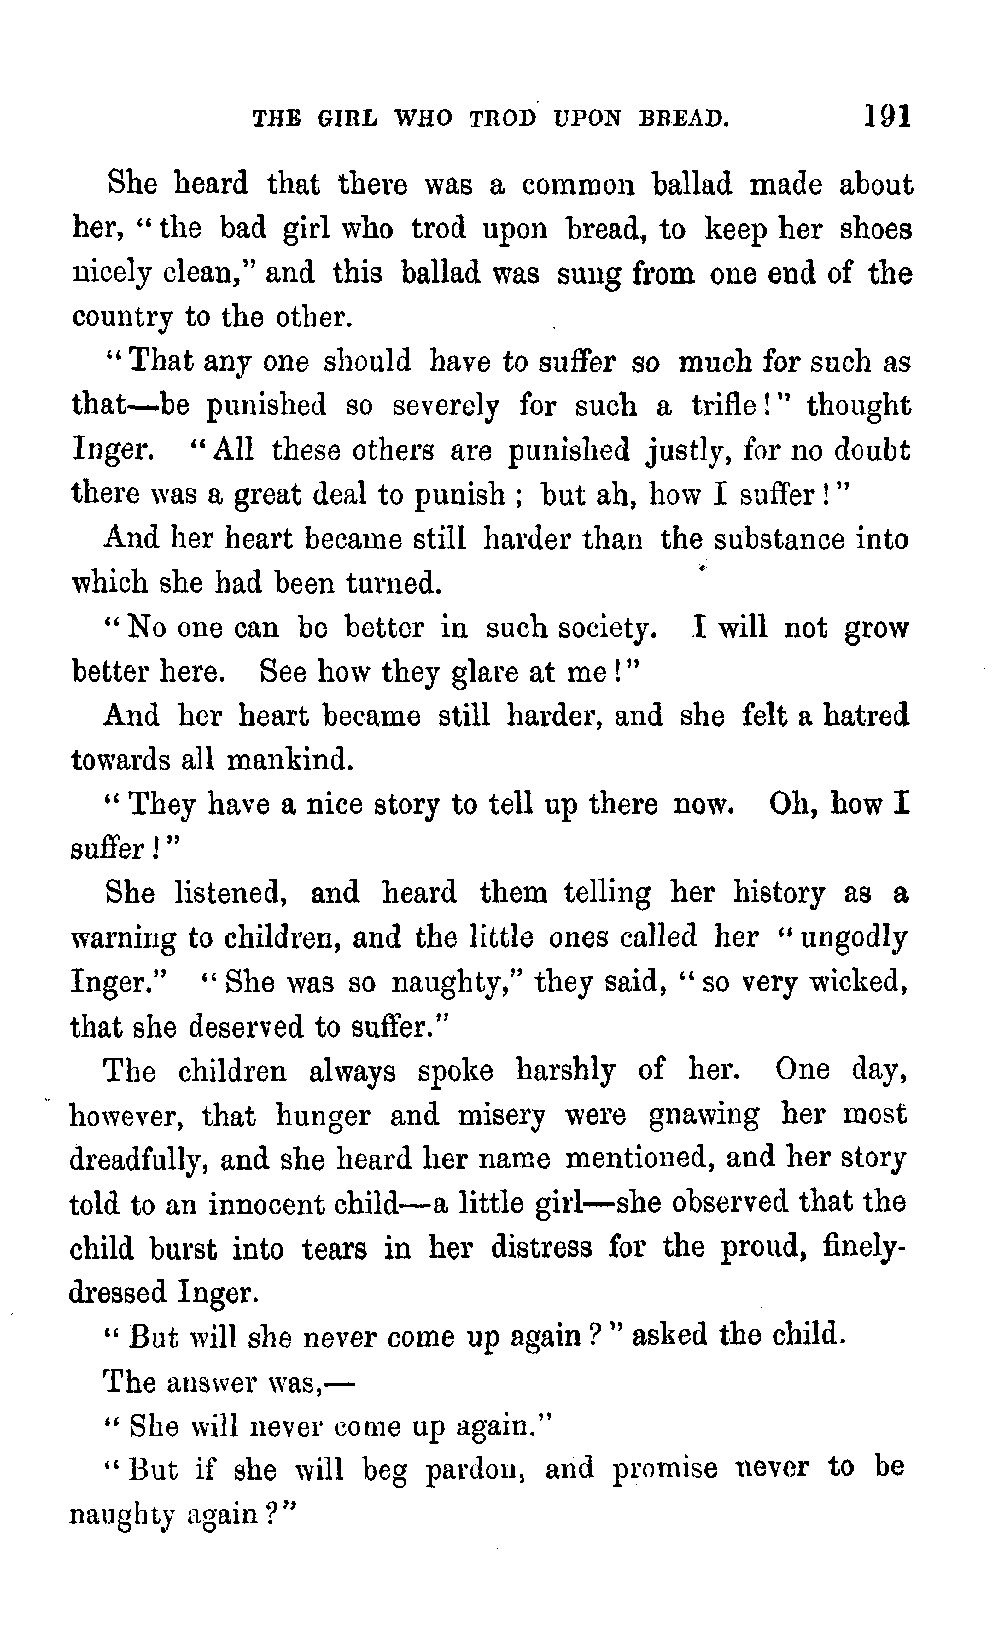 THE GIRL WHO TROD UPON BREAD. 191
She heard that there was a common ballad made about
her, “the bad girl who trod upon bread, to keep her shoes
nicely clean,” and this ballad was sung from one end of the
country to the other.
“That any one should have to suffer so much for such as
that—be punished so severely for such a trifle!” thought
Inger. “All these others are punished justly, for no doubt
there was a great deal to punish; but ah, how I suffer!”
And her heart became still harder than the substance into
which she had been turned.
“No one can be better in such society. I will not grow
better here. See how they glare at me!”
And her heart became still harder, and she felt a hatred
towards all mankind.
“They have a nice story to tell up there now. Oh, how I
suffer!”
She listened, and heard them telling her history as a
warning to children, and the little ones called her “ungodly
Inger.” “She was so naughty,” they said, “so very wicked,
that she deserved to suffer.”
The children always spoke harshly of her. One day,
however, that hunger and misery were gnawing her most
dreadfully, and she heard her name mentioned, and her story
told to an innocent child—a little girl—she observed that the
child burst into tears in her distress for the proud, finely-
dressed Inger.
“But will she never come up again?” asked the child.
The answer was,—
“She will never come up again.”
“But if she will beg pardon, and promise never to be
naughty again?”